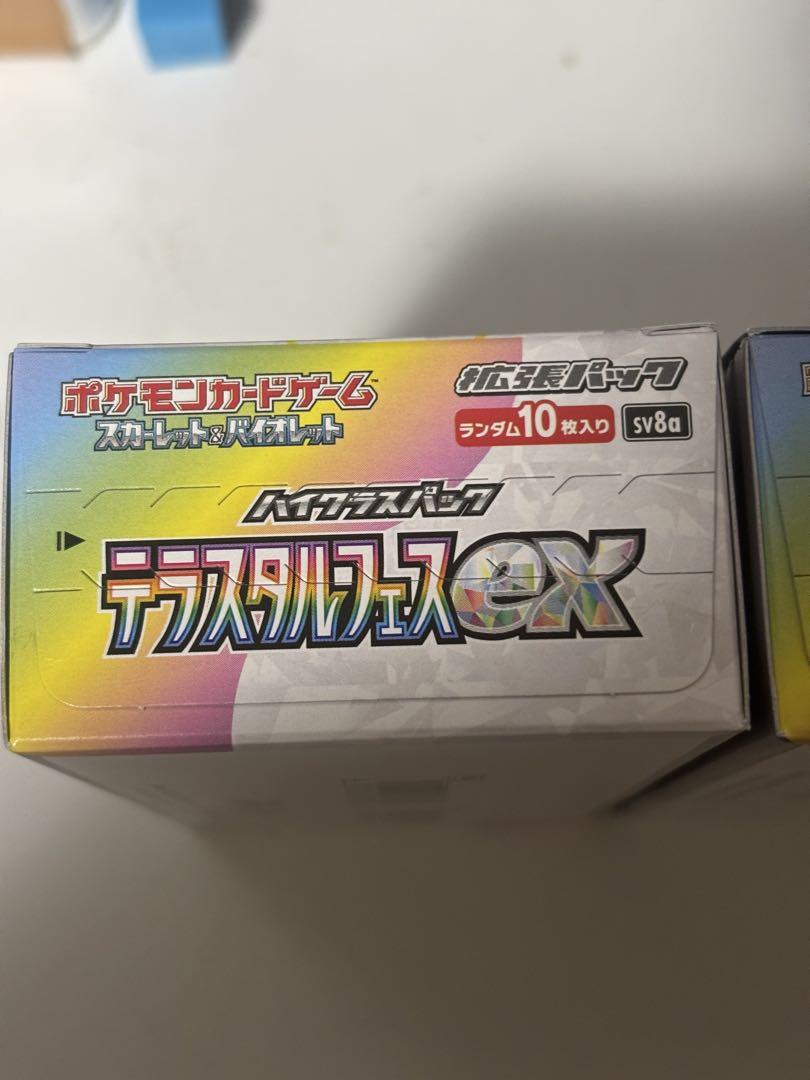 ポケモンカードゲーム™
スカーレット&バイオレット
拡張パック
ランダム10枚入り
SV8a
ハイクラスパック
テラスタルフェスex